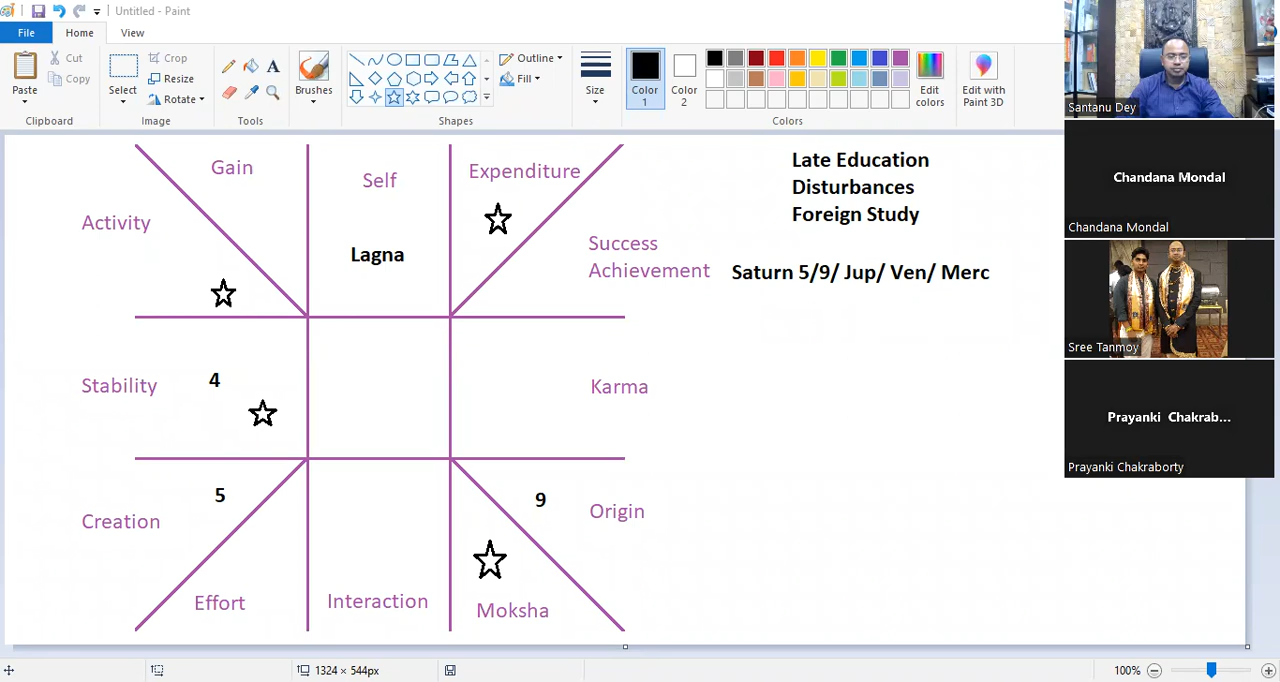 Untitled - Paint
File
Home
View
Paste
Cut
Copy
Clipboard
Select
Crop
Resize
Rotate
Image
A
Tools
Brushes
Shapes
Outline
Fill
Size
Color
1
Color
2
Colors
Edit
colors
Edit with
Paint 3D
Gain
Self
Expenditure
Activity
Lagna
Success
Achievement
Stability
4
Karma
5
9
Creation
Origin
Effort
Interaction
Moksha
Late Education
Disturbances
Foreign Study
Saturn 5/9/ Jup/ Ven/ Merc
Santanu Dey
Chandana Mondal
Chandana Mondal
Sree Tanmoy
Prayanki Chakrab...
Prayanki Chakraborty
1324 × 544px
100%